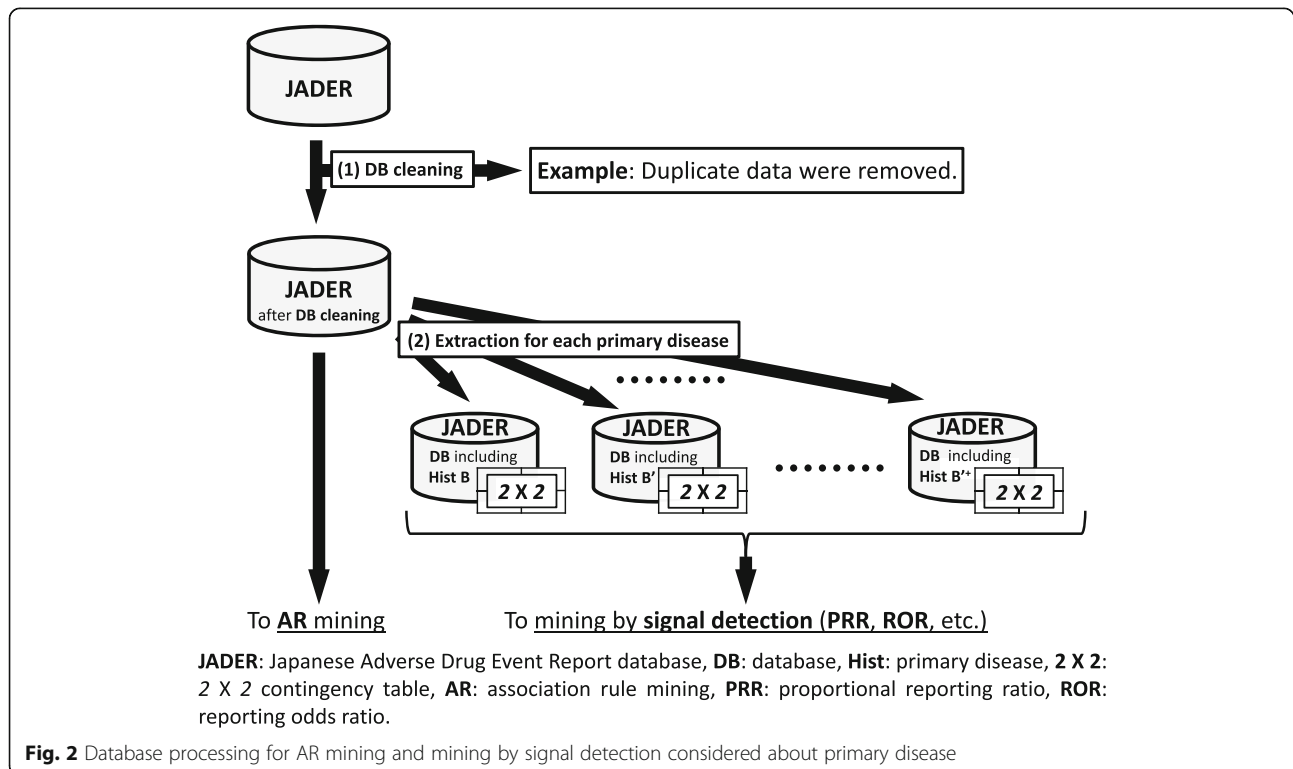 JADER
(1) DB cleaning
Example: Duplicate data were removed.
JADER
after DB cleaning
(2) Extraction for each primary disease
JADER
DB including
Hist B
2 X 2
JADER
DB including
Hist B'
2 X 2
JADER
DB including
Hist B'+
2 X 2
To AR mining
To mining by signal detection (PRR, ROR, etc.)
JADER: Japanese Adverse Drug Event Report database, DB: database, Hist: primary disease, 2 X 2:
2 X 2 contingency table, AR: association rule mining, PRR: proportional reporting ratio, ROR:
reporting odds ratio.
Fig. 2 Database processing for AR mining and mining by signal detection considered about primary disease